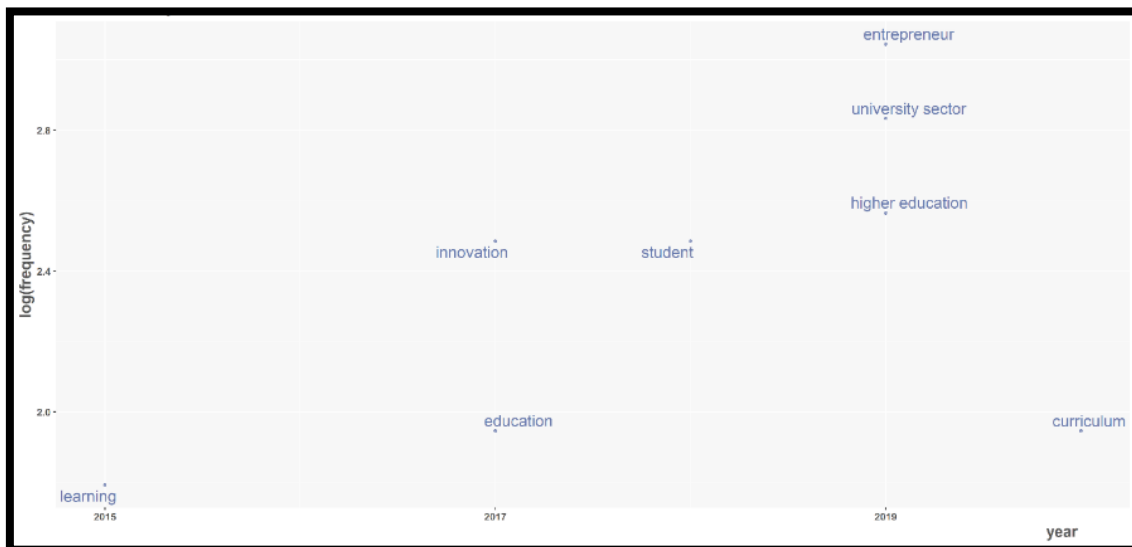 entrepreneur
university sector
2.8
higher education
log(frequency)
innovation
student
2.4
education
curriculum
2.0
learning
2015
2017
2019
year